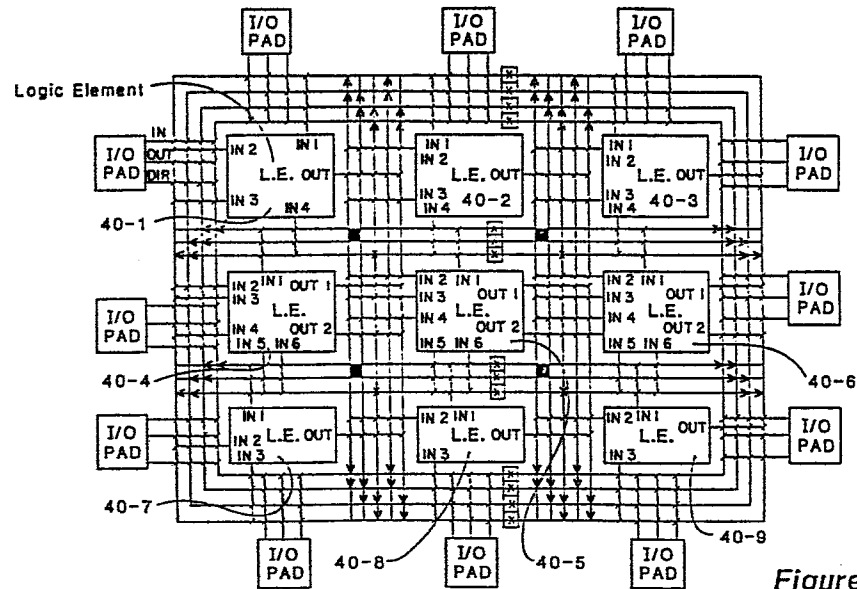 I/O PAD
I/O PAD
I/O PAD
Logic Element
I/O PAD
IN
OUT
DIR
IN 1
IN 2
L.E. OUT
IN 3
IN 4
40-1
IN 1
IN 2
L.E. OUT
IN 3
IN 4
40-2
IN 1
IN 2
L.E. OUT
IN 3
IN 4
40-3
I/O PAD
I/O PAD
IN 1
IN 2
IN 3
OUT 1
L.E.
IN 4
OUT 2
IN 5 IN 6
40-4
IN 1
IN 2
IN 3
OUT 1
L.E.
IN 4
OUT 2
IN 5 IN 6
IN 1
IN 2
IN 3
OUT 1
L.E.
IN 4
OUT 2
IN 5 IN 6
40-6
I/O PAD
I/O PAD
IN 1
IN 2
L.E. OUT
IN 3
40-7
IN 2 IN 1
L.E. OUT
IN 3
IN 2
IN 1
OUT
L.E.
IN 3
I/O PAD
I/O PAD
40-8
I/O PAD
40-5
40-9
I/O PAD
Figure